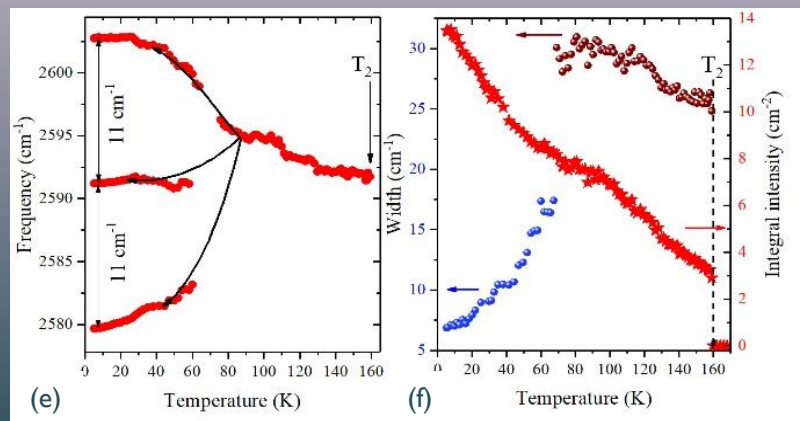 2600
2595
2590
2585
2580
Frequency (cm⁻¹)
11 cm⁻¹
11 cm⁻¹
T₂
0 20 40 60 80 100 120 140 160
Temperature (K)
(e)
30
25
20
15
10
5
Width (cm⁻¹)
T₂
14
12
10
8
6
4
2
0
Integral intensity (cm⁻²)
0 20 40 60 80 100 120 140 160
Temperature (K)
(f)